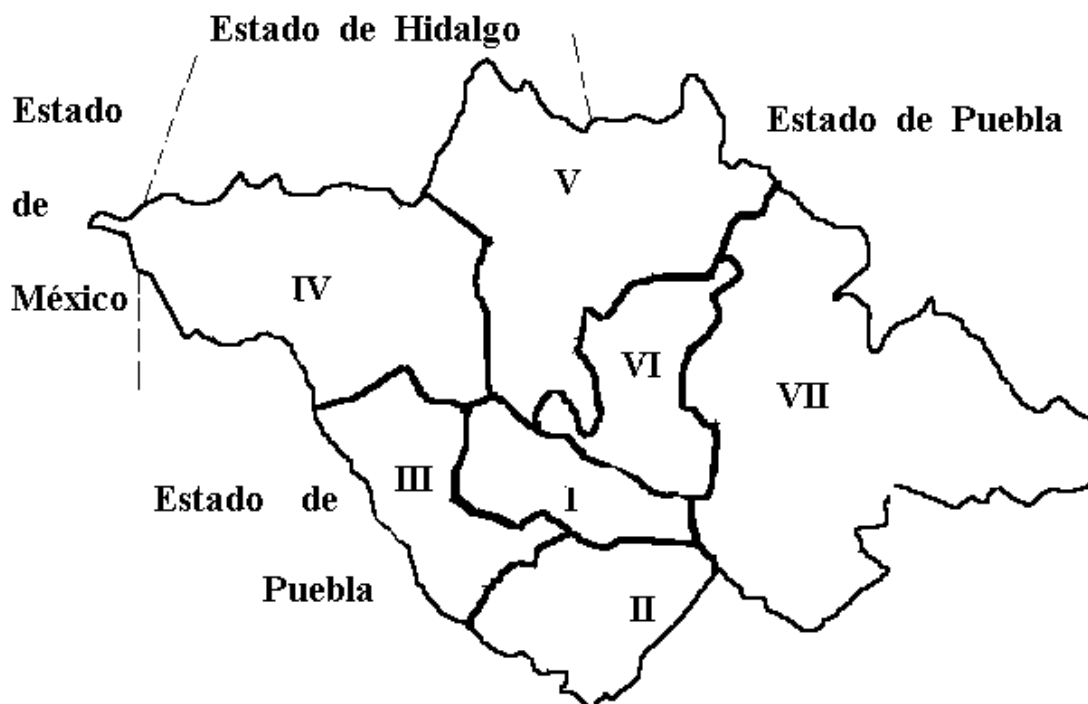 Estado de Hidalgo
Estado
de
México
Estado de Puebla
V
IV
VI
VII
III
I
Estado de
Puebla
II